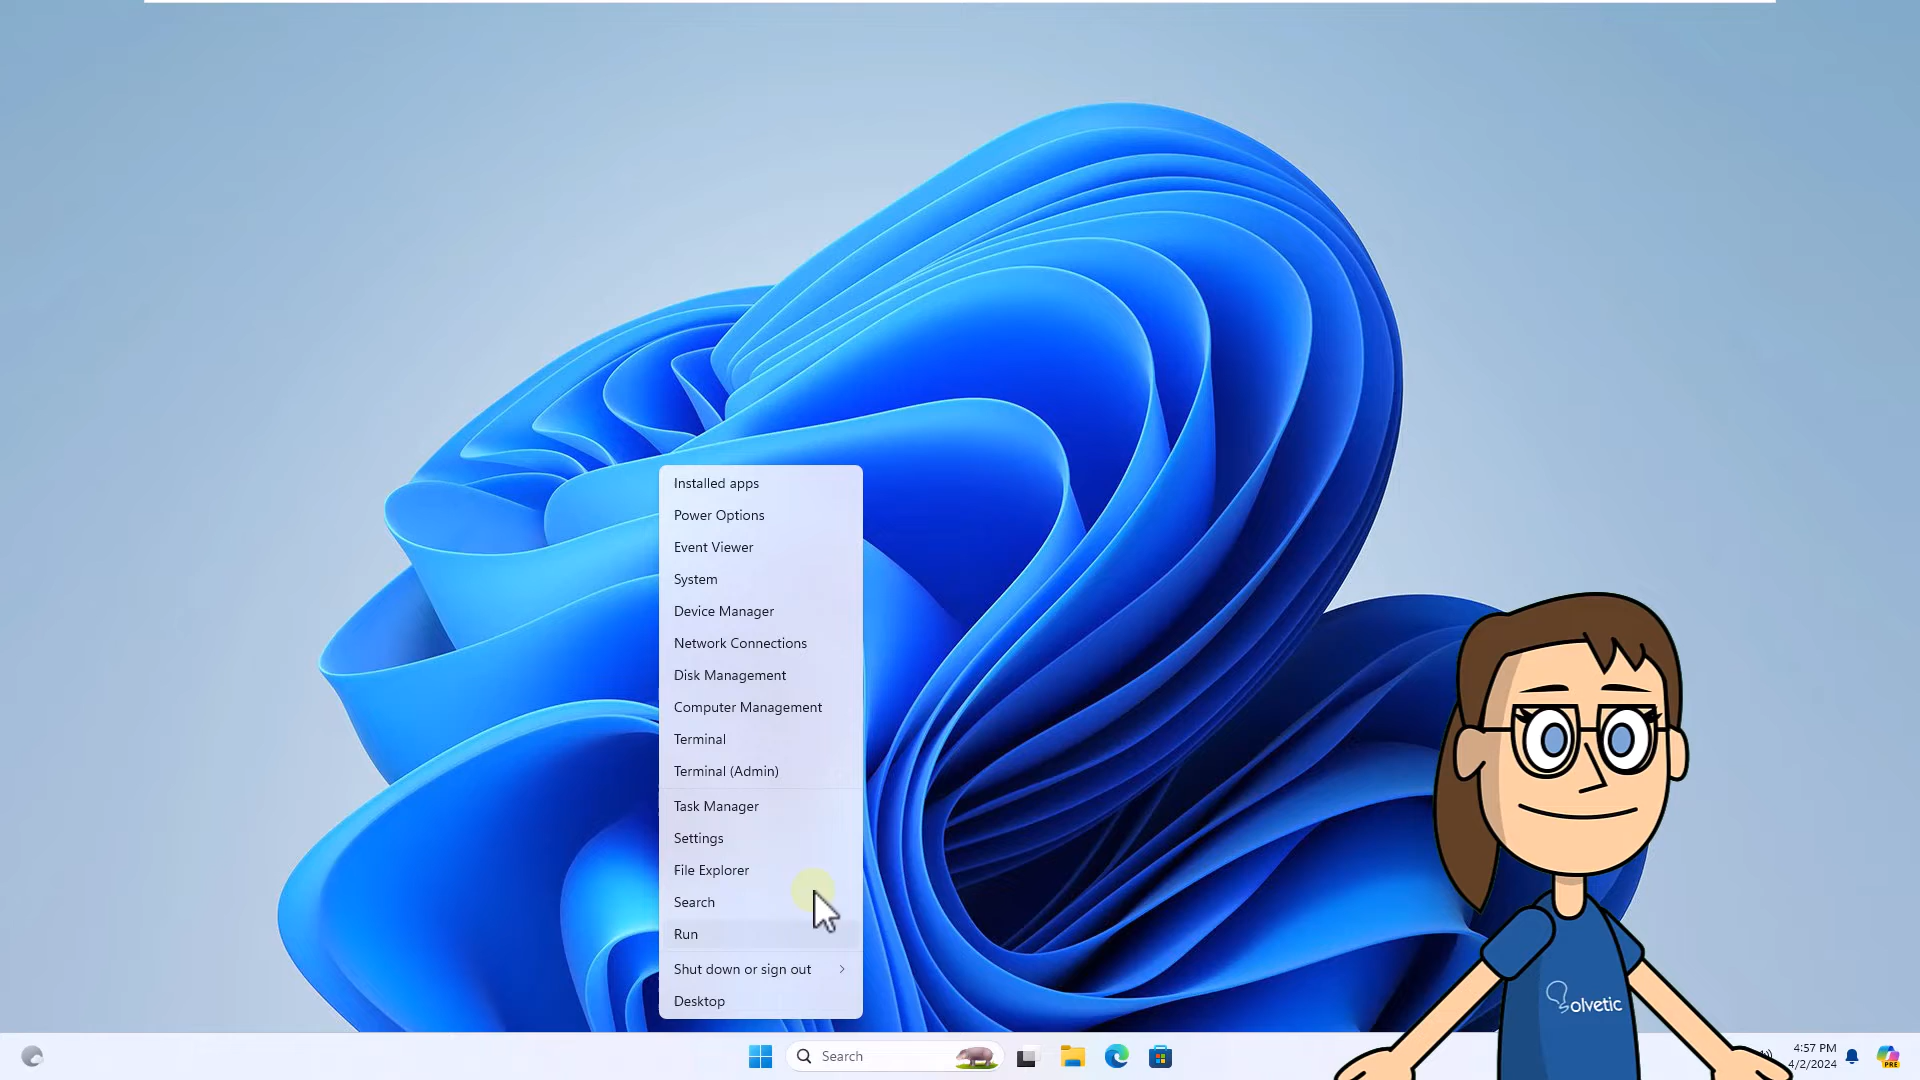 Installed apps
Power Options
Event Viewer
System
Device Manager
Network Connections
Disk Management
Computer Management
Terminal
Terminal (Admin)
Task Manager
Settings
File Explorer
Search
Run
Shut down or sign out
Desktop
Solvetic
Search
4:57 PM
4/2/2024
PRE